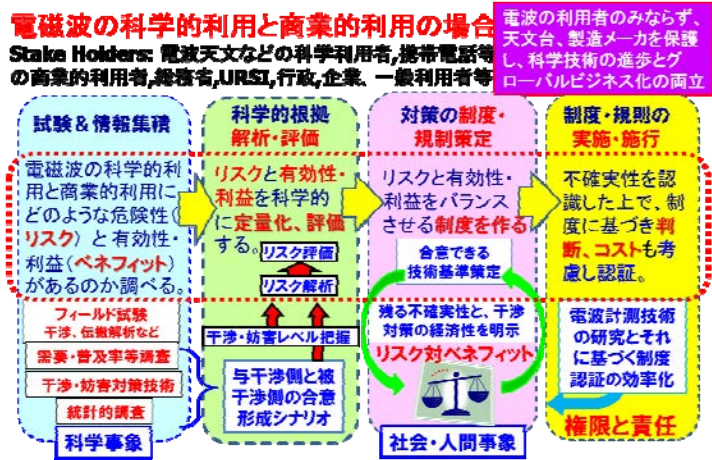 電磁波の科学的利用と商業的利用の場合
Stake Holders: 電波天文などの科学利用者,携帯電話等
の商業的利用者,総務省,URSI,行政,企業、一般利用者等
電波の利用者のみならず、
天文台、製造メーカを保護
し、科学技術の進歩とグ
ローバルビジネス化の両立
試験&情報集積
電磁波の科学的利
用と商業的利用に
どのような危険性(
リスク)と有効性・
利益(ベネフィット)
があるのか調べる。
フィールド試験
干渉、伝搬解析など
需要・普及率等調査
干渉・妨害対策技術
統計的調査
科学事象
科学的根拠
解析・評価
リスクと有効性・
利益を科学的
に定量化、評価
する。
リスク評価
リスク解析
干渉・妨害レベル把握
与干渉側と被
干渉側の合意
形成シナリオ
対策の制度・
規制策定
リスクと有効性・
利益をバランス
させる制度を作る
合意できる
技術基準策定
残る不確実性と、干渉
対策の経済性を明示
リスク対ベネフィット
社会・人間事象
制度・規則の
実施・施行
不確実性を認
識した上で、制
度に基づき判
断、コストも考
慮し認証。
電波計測技術
の研究とそれ
に基づく制度
認証の効率化
権限と責任